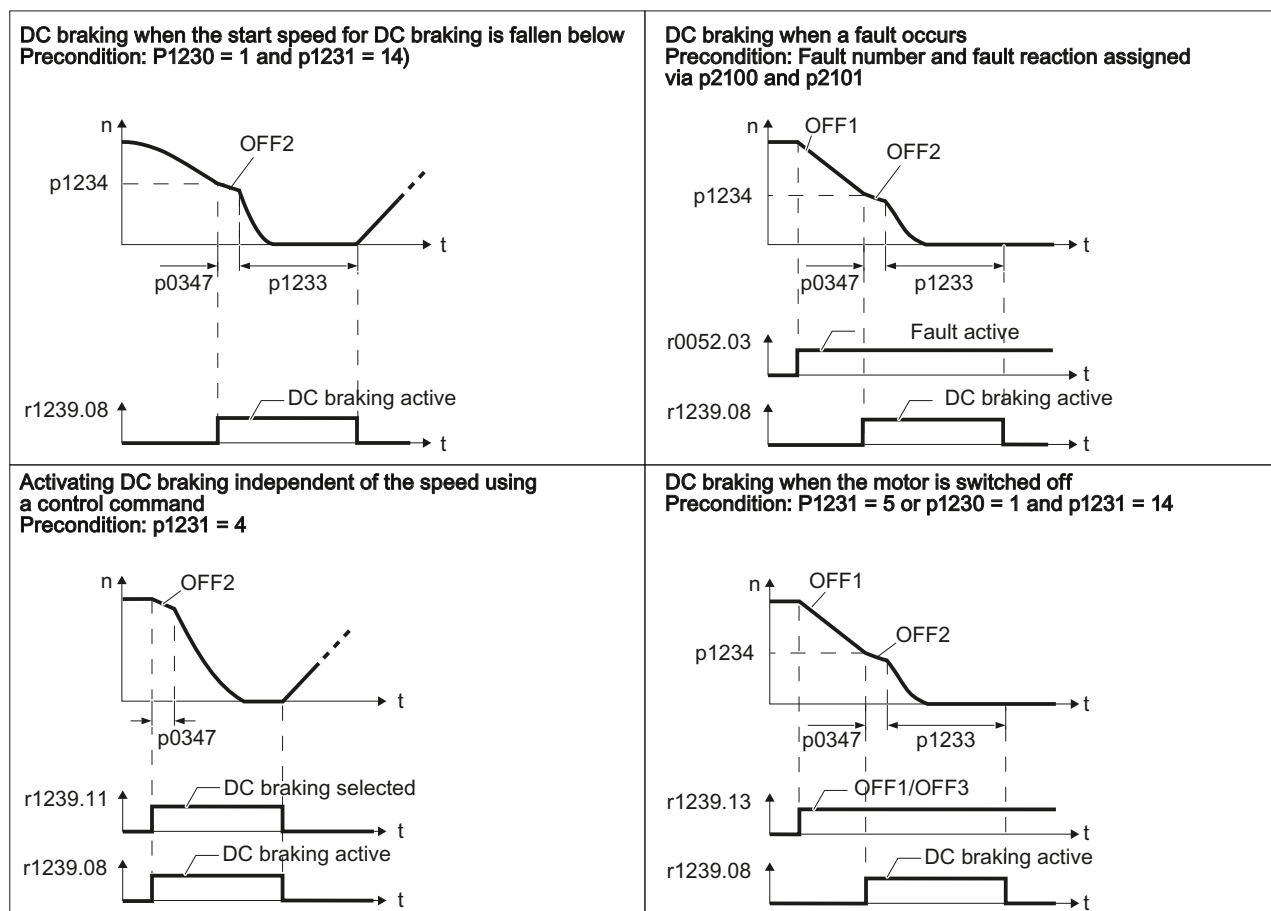 DC braking when the start speed for DC braking is fallen below
Precondition: P1230 = 1 and p1231 = 14)
n
OFF2
p1234
t
p0347
p1233
r1239.08
DC braking active
t
DC braking when a fault occurs
Precondition: Fault number and fault reaction assigned
via p2100 and p2101
n
OFF1
OFF2
p1234
t
p0347
p1233
r0052.03
Fault active
t
r1239.08
DC braking active
t
Activating DC braking independent of the speed using
a control command
Precondition: p1231 = 4
n
OFF2
t
p0347
r1239.11
DC braking selected
t
r1239.08
DC braking active
t
DC braking when the motor is switched off
Precondition: P1231 = 5 or p1230 = 1 and p1231 = 14
n
OFF1
OFF2
p1234
t
p0347
p1233
r1239.13
OFF1/OFF3
t
r1239.08
DC braking active
t